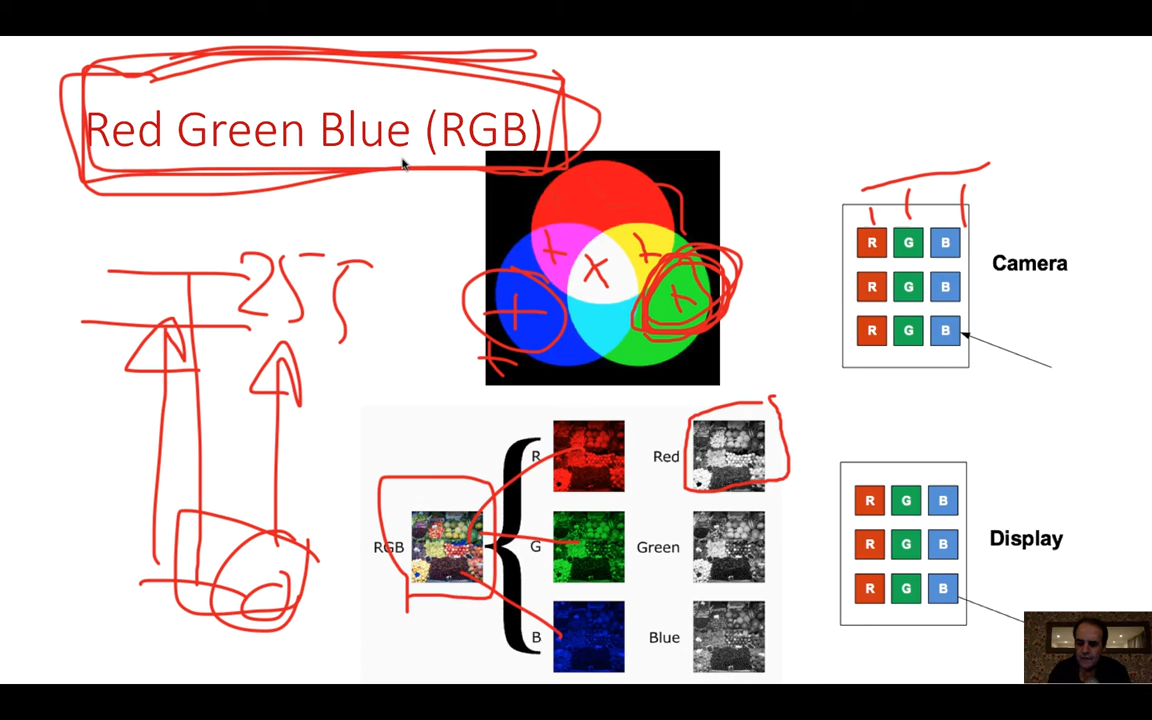 Red Green Blue (RGB)
255
R G B
R G B
R G B
Camera
RGB
R
G
B
Red
Green
Blue
R G B
R G B
R G B
Display